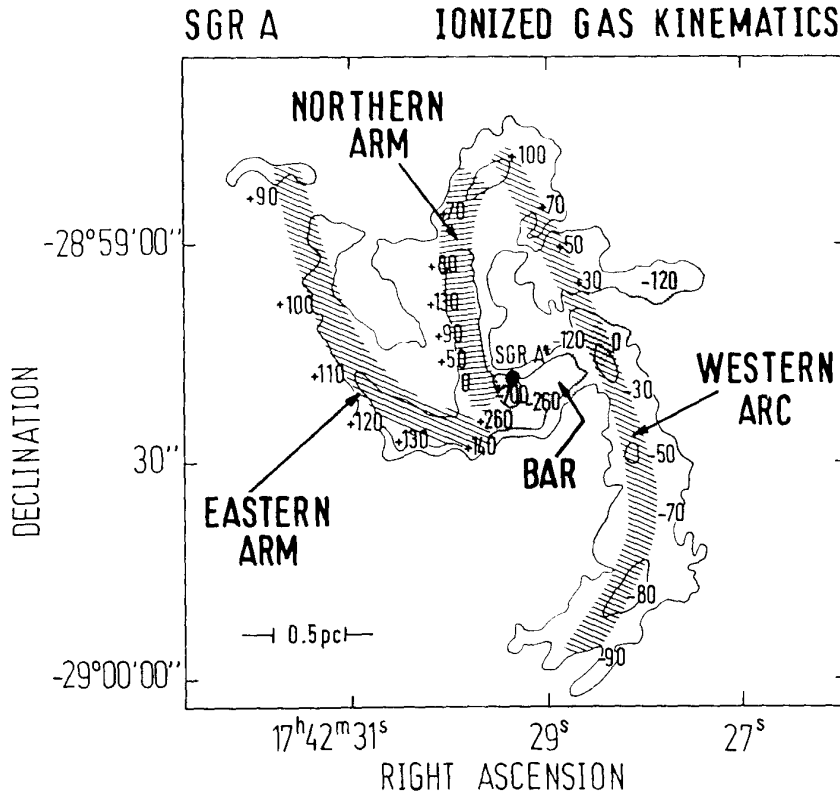 SGR A IONIZED GAS KINEMATICS
NORTHERN
ARM
+100
+90
+70
+70
-28°59'00''
+50
+80
+30
-120
+100
+130
+90
-120
0
SGR A*
+50
+110
0
-700
-260
-30
WESTERN
ARC
+120
+260
+130
+140
-50
BAR
30''
EASTERN
ARM
-70
-80
0.5pc
-90
-29°00'00''
17h42m31s
29s
27s
RIGHT ASCENSION
DECLINATION